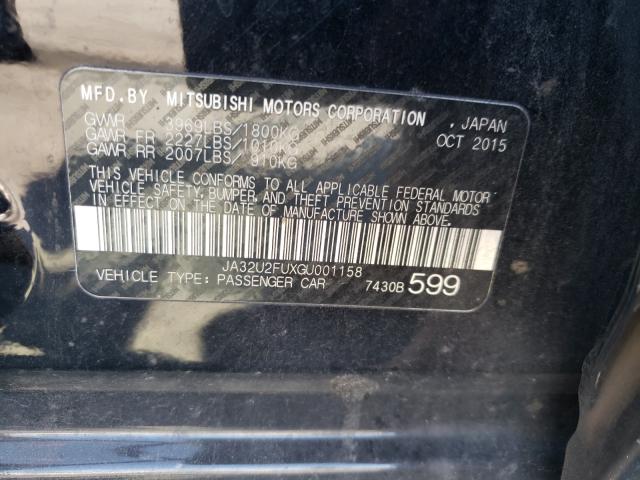 MFD. BY MITSUBISHI MOTORS CORPORATION , JAPAN
GVWR 3969LBS/1800KG OCT 2015
GAWR FR 2227LBS/1010KG
GAWR RR 2007LBS/ 910KG
THIS VEHICLE CONFORMS TO ALL APPLICABLE FEDERAL MOTOR
VEHICLE SAFETY, BUMPER, AND THEFT PREVENTION STANDARDS
IN EFFECT ON THE DATE OF MANUFACTURE SHOWN ABOVE.
JA32U2FUXGU001158
VEHICLE TYPE: PASSENGER CAR 7430B 599